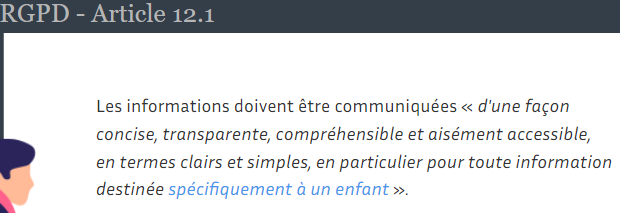 RGPD - Article 12.1
Les informations doivent être communiquées « d'une façon
concise, transparente, compréhensible et aisément accessible,
en termes clairs et simples, en particulier pour toute information
destinée spécifiquement à un enfant ».